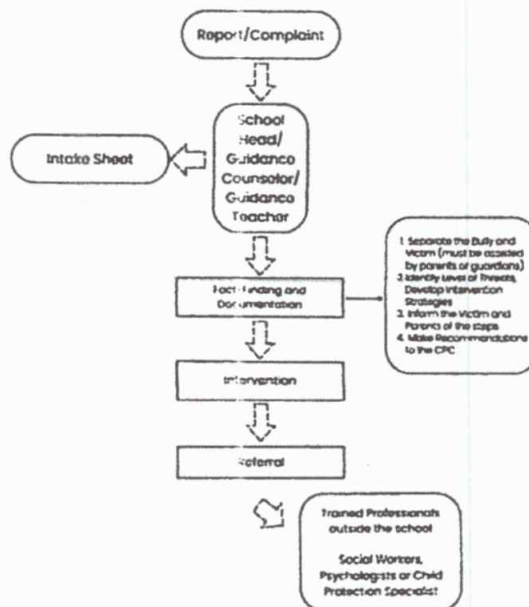 Report/Complaint
School
Head/
Guidance
Counselor/
Guidance
Teacher
Intake Sheet
Fact-Finding and
Documentation
1. Separate the Bully and
Victim (must be assisted
by parents or guardians)
2. Identify Level of Threats,
Develop Intervention
Strategies
3. Inform the Victim and
Parents of the steps
4. Make Recommendations
to the CPC
Intervention
Referral
Trained Professionals
outside the school
Social Workers,
Psychologists or Child
Protection Specialist